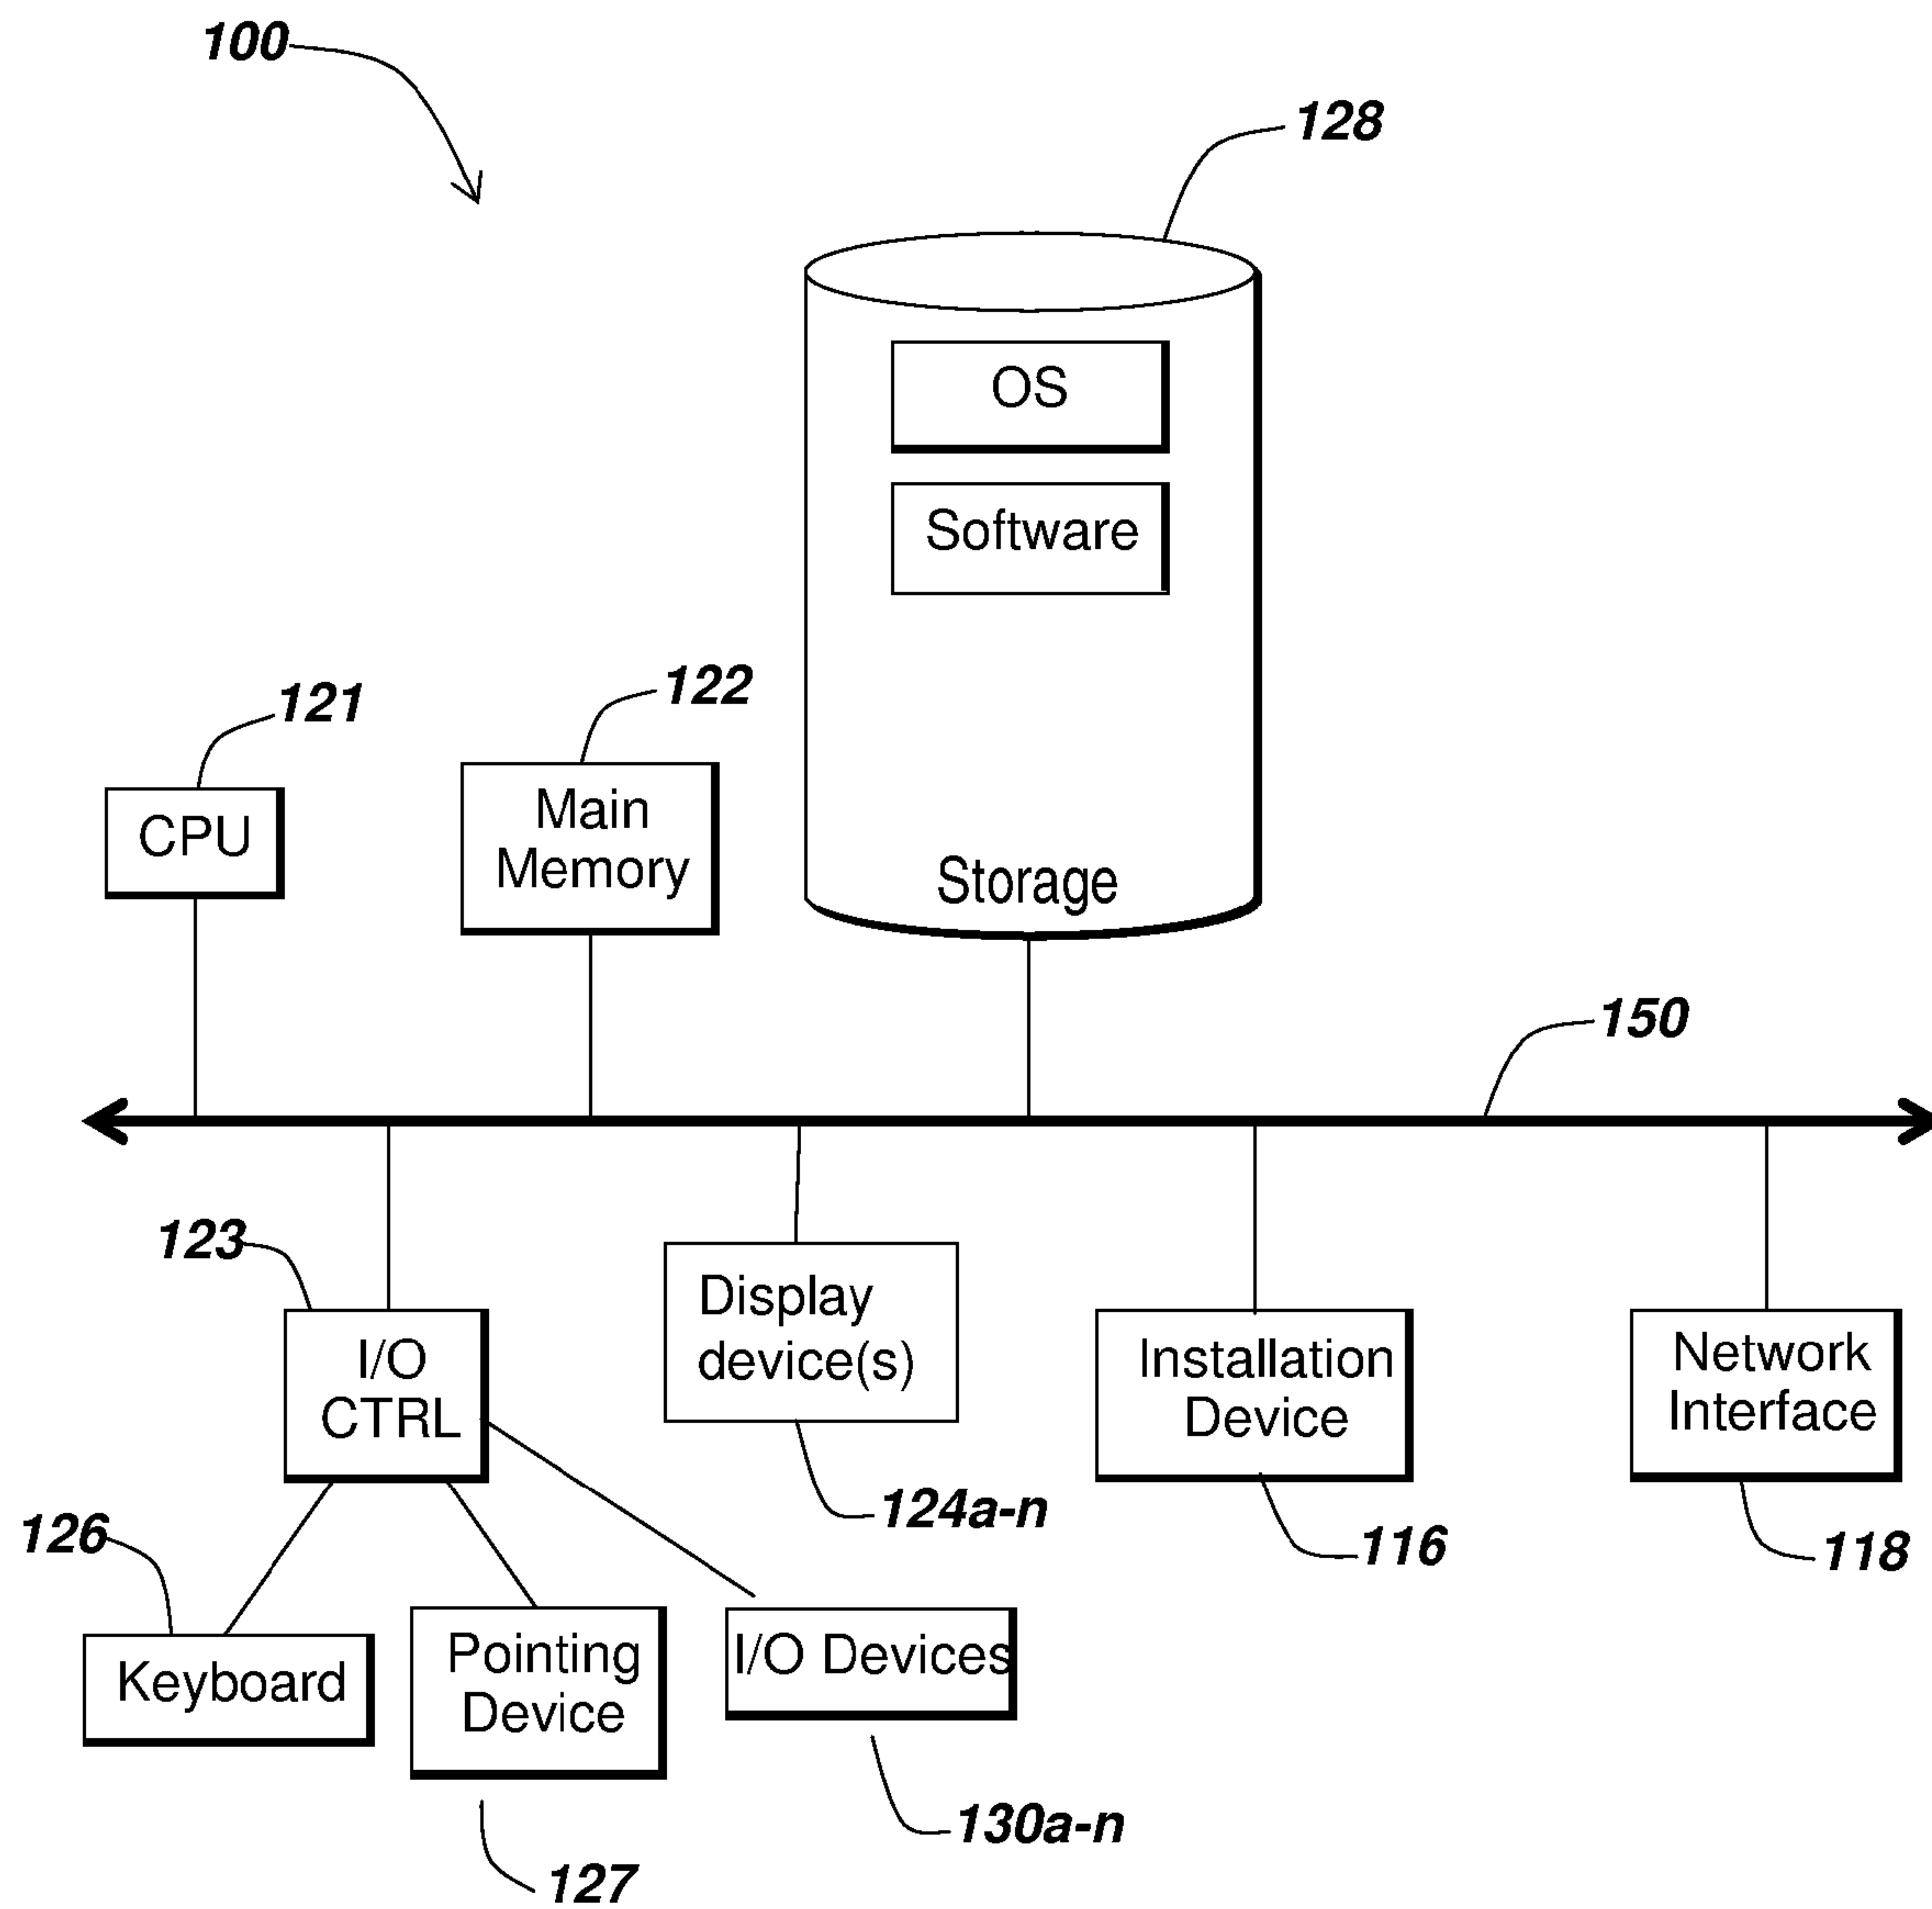 100
128
OS
Software
121
122
CPU
Main
Memory
Storage
150
123
I/O
CTRL
Display
device(s)
Installation
Device
Network
Interface
124a-n
126
116
118
Keyboard
Pointing
Device
I/O Devices
130a-n
127